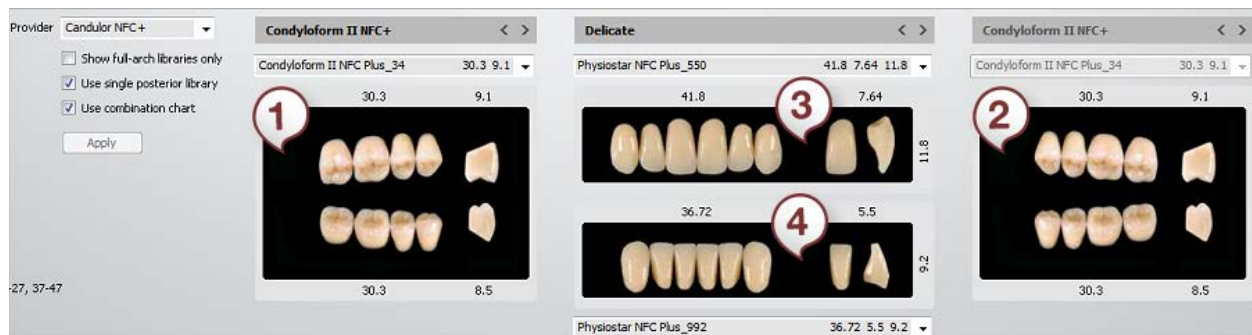 Provider Candulor NFC+
Show full-arch libraries only
Use single posterior library
Use combination chart
Apply
-27, 37-47
Condyloform II NFC+ < >
Condyloform II NFC Plus_34 30.3 9.1
30.3 9.1
1
30.3 8.5
Delicate < >
Physiostar NFC Plus_550 41.8 7.64 11.8
41.8 7.64
3
11.8
36.72 5.5
4
9.2
Physiostar NFC Plus_992 36.72 5.5 9.2
Condyloform II NFC+ < >
Condyloform II NFC Plus_34 30.3 9.1
30.3 9.1
2
30.3 8.5